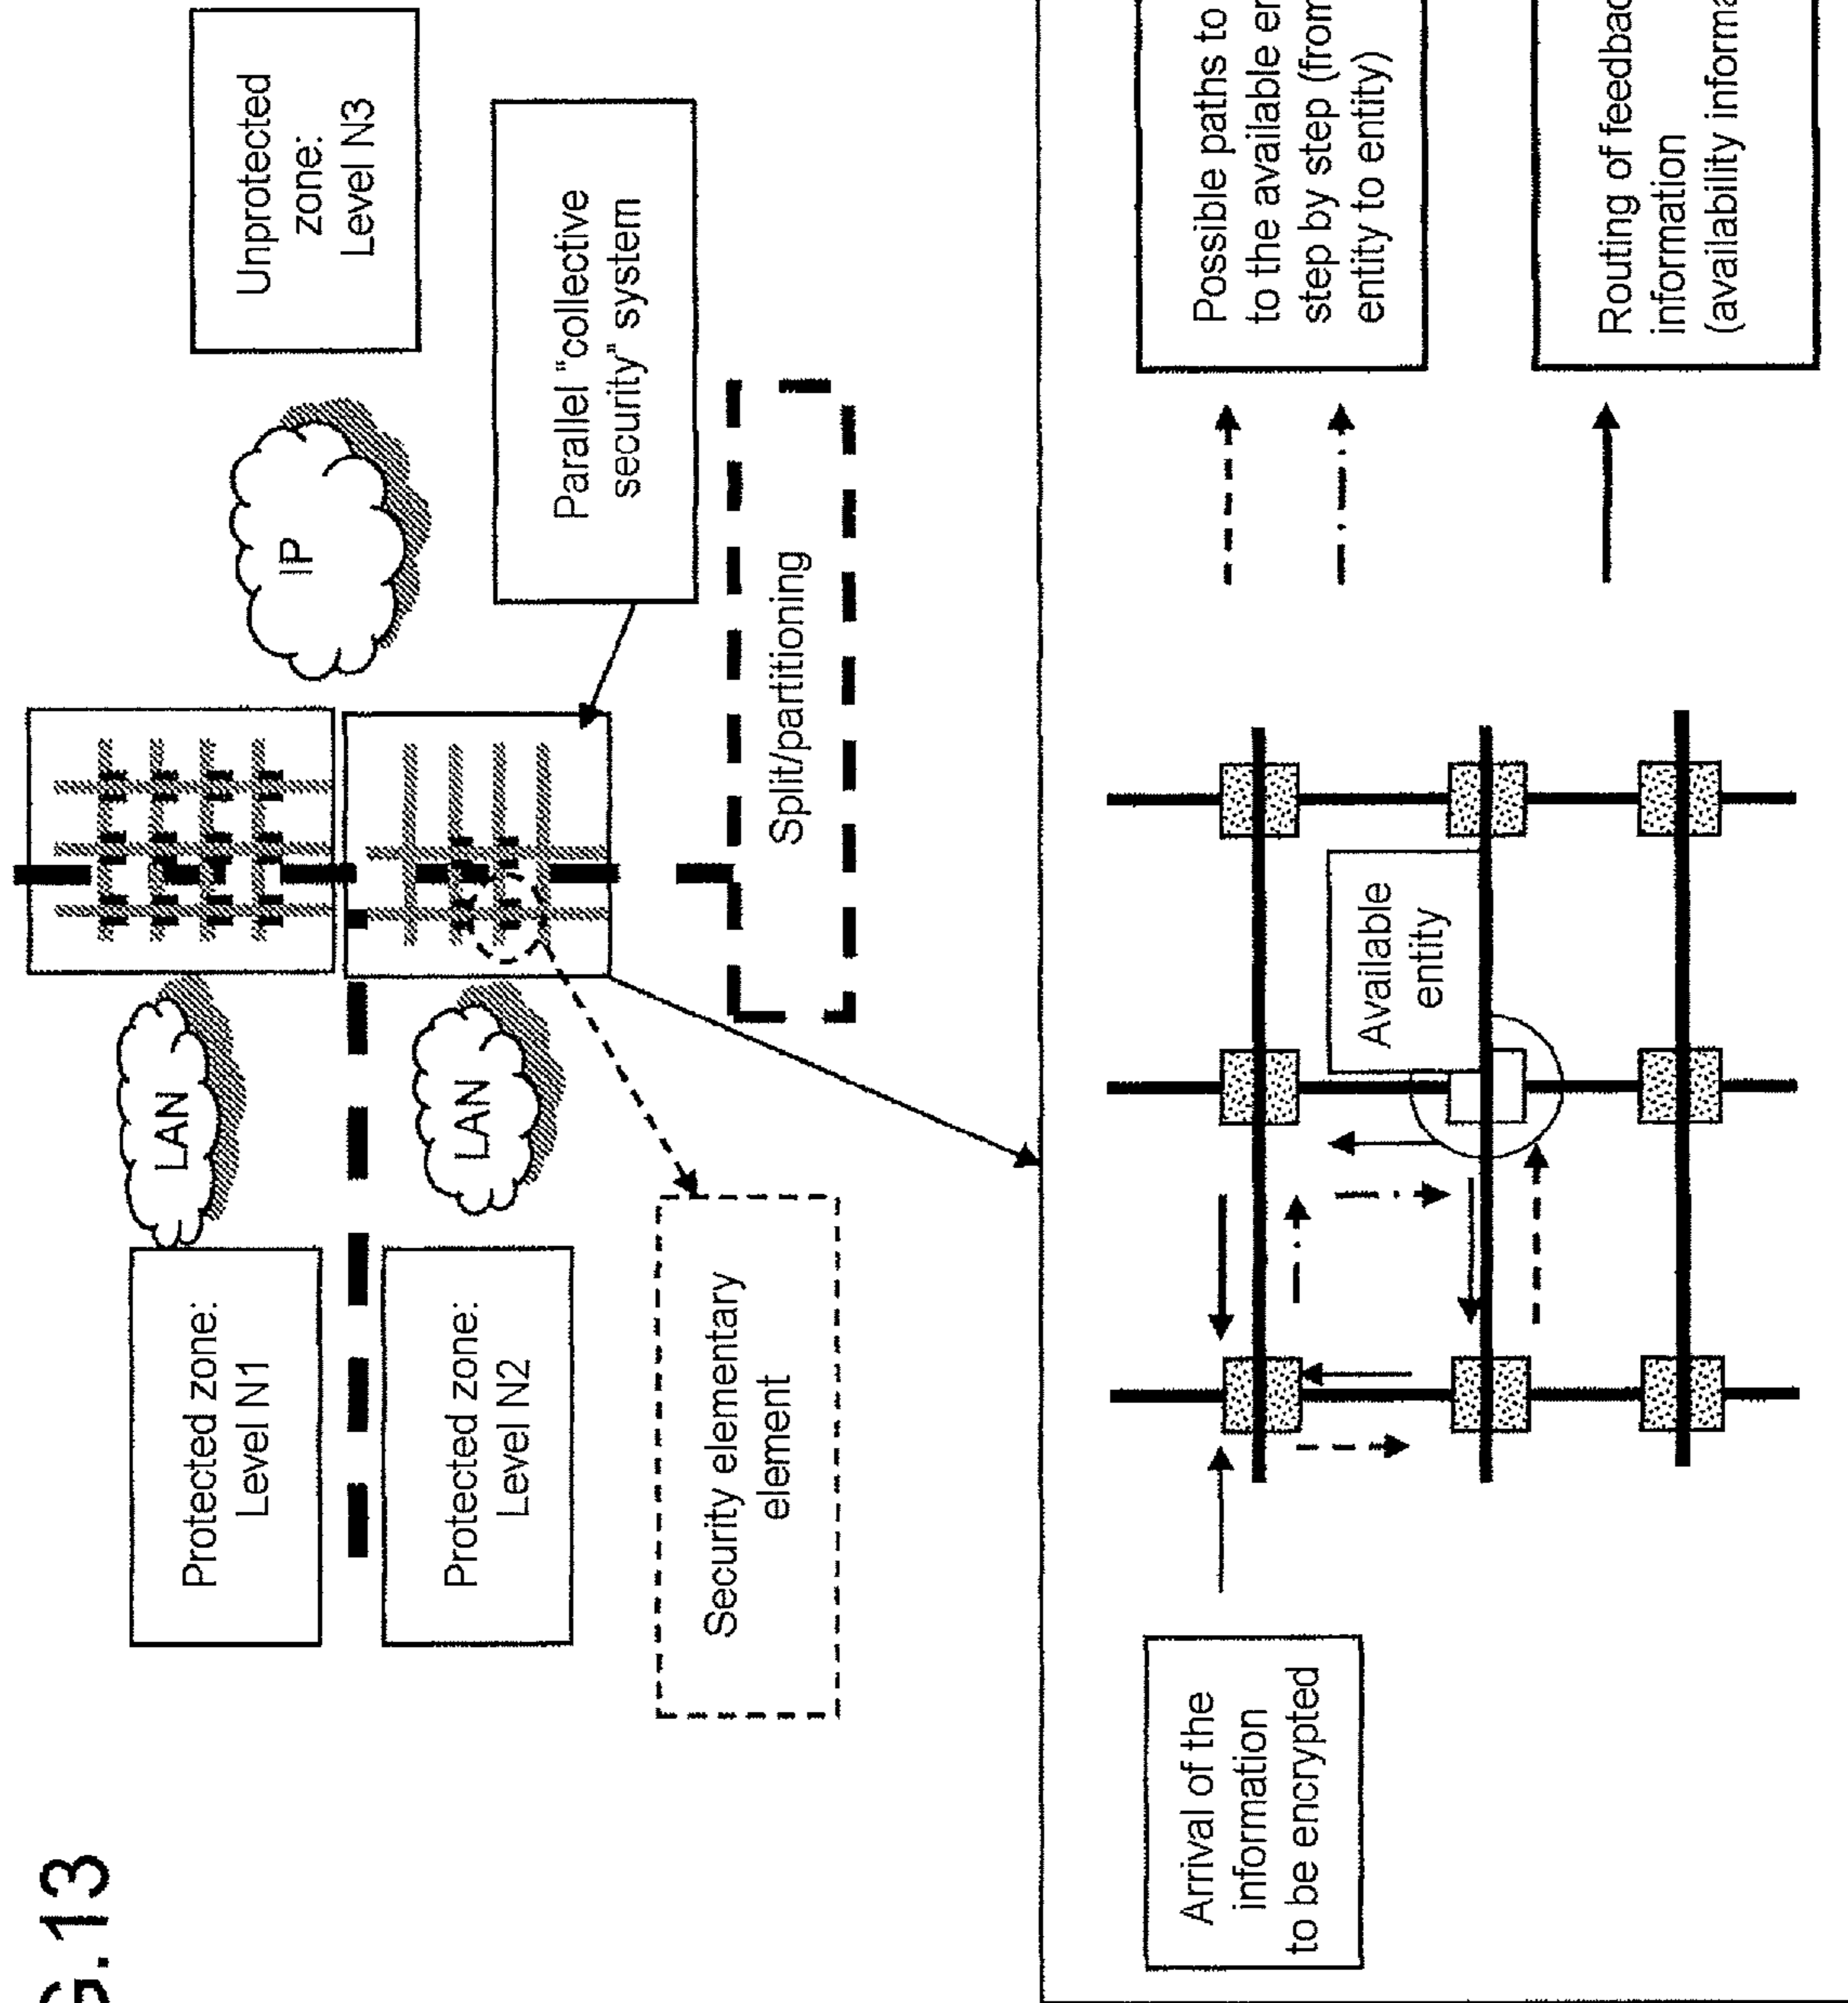 G.13
Protected zone:
Level N1
Protected zone:
Level N2
LAN
LAN
IP
Unprotected
zone:
Level N3
Parallel "collective
security" system
Security elementary
element
Split/partitioning
Arrival of the
information
to be encrypted
Available
entity
Possible paths to
to the available en
step by step (from
entity to entity)
Routing of feedbac
information
(availability informa